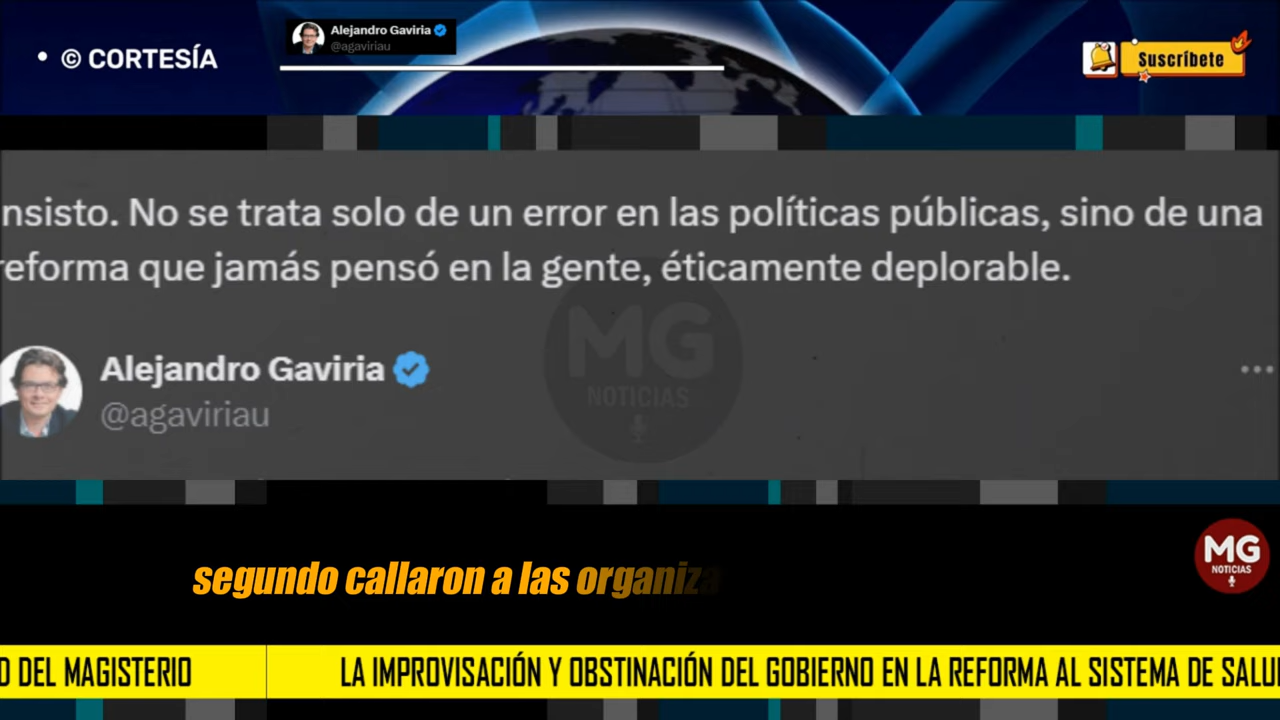 • © CORTESÍA
Alejandro Gaviria
@agaviriau
Suscríbete
nsisto. No se trata solo de un error en las políticas públicas, sino de una
reforma que jamás pensó en la gente, éticamente deplorable.
MG
NOTICIAS
Alejandro Gaviria
@agaviriau
segundo callaron a las organiza
MG
NOTICIAS
O DEL MAGISTERIO
LA IMPROVISACIÓN Y OBSTINACIÓN DEL GOBIERNO EN LA REFORMA AL SISTEMA DE SALU